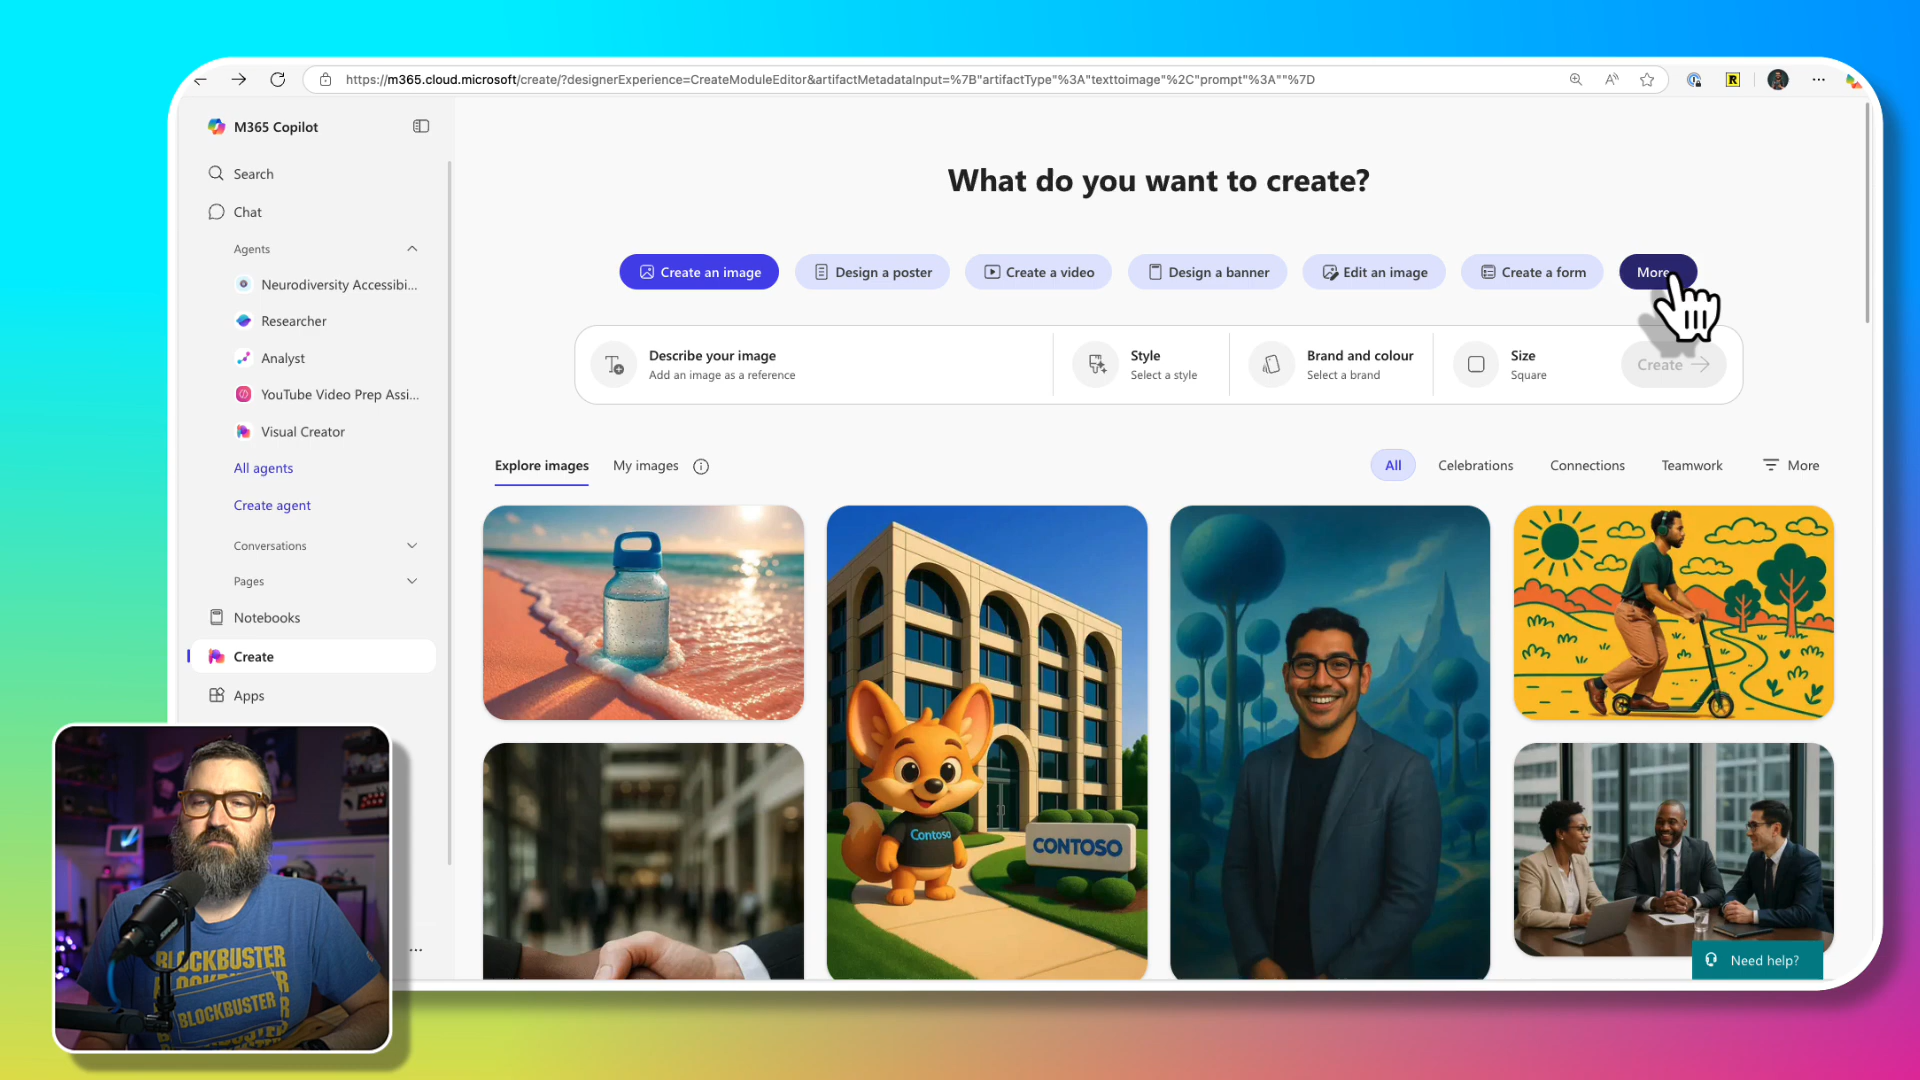 https://m365.cloud.microsoft/create/?designerExperience=CreateModuleEditor&artifactMetadataInput=%7B"artifactType"%3A"texttoimage"%2C"prompt"%3A""%7D
M365 Copilot
Search
Chat
Agents
Neurodiversity Accessibi...
Researcher
Analyst
YouTube Video Prep Assi...
Visual Creator
All agents
Create agent
Conversations
Pages
Notebooks
Create
Apps
What do you want to create?
Create an image
Design a poster
Create a video
Design a banner
Edit an image
Create a form
More
Describe your image
Add an image as a reference
Style
Select a style
Brand and colour
Select a brand
Size
Square
Create
Explore images
My images
All
Celebrations
Connections
Teamwork
More
Contoso
CONTOSO
Need help?
BLOCKBUSTER
BLOCKBUSTER